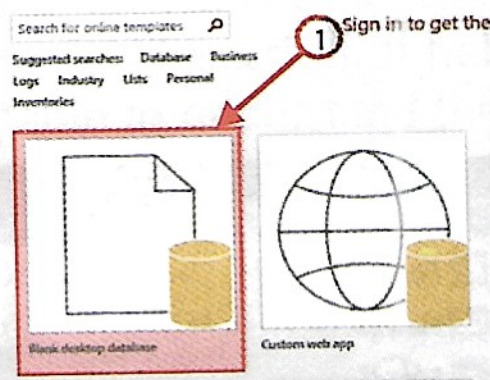 Search for online templates
1
Sign in to get the
Suggested searches: Database Business
Logs Industry Lists Personal
Inventories
Blank desktop database
Custom web app